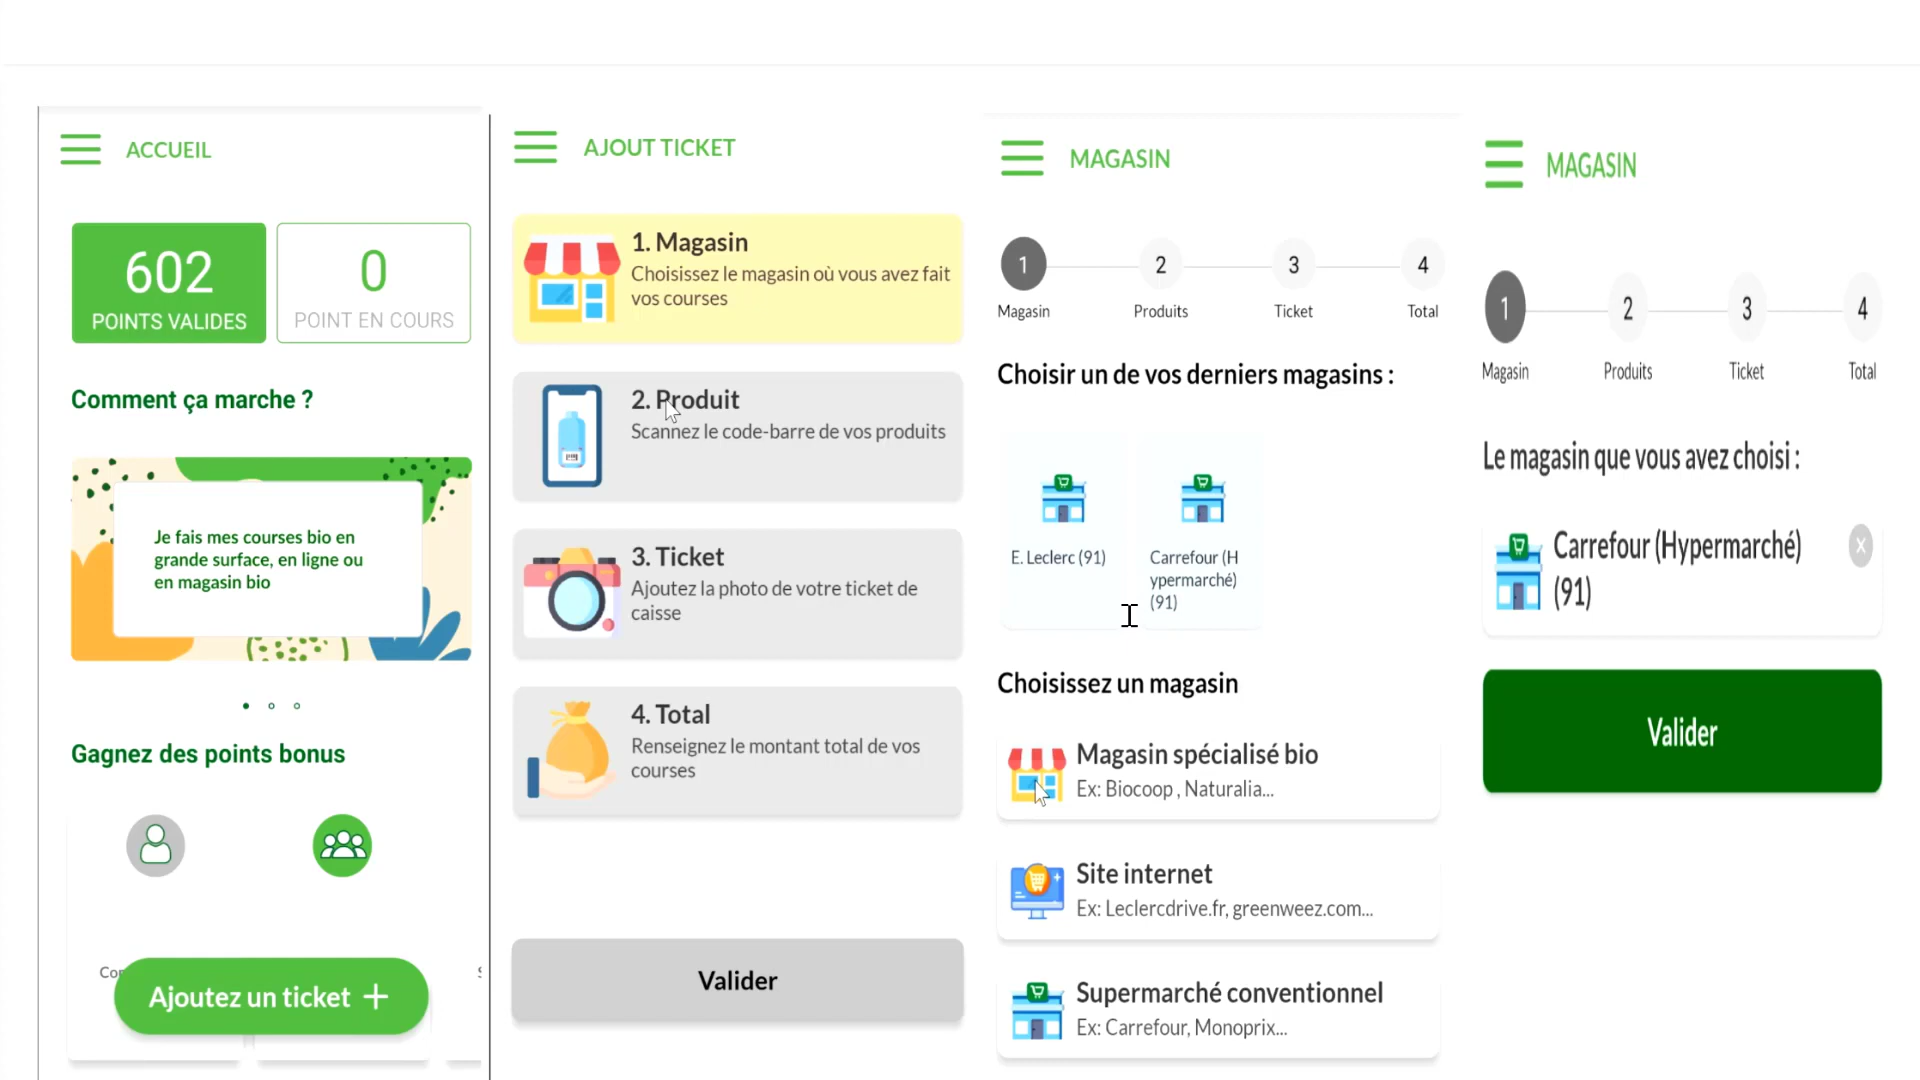 ACCUEIL
602
POINTS VALIDES
0
POINT EN COURS
Comment ça marche ?
Je fais mes courses bio en
grande surface, en ligne ou
en magasin bio
Gagnez des points bonus
Ajoutez un ticket +
AJOUT TICKET
1. Magasin
Choisissez le magasin où vous avez fait
vos courses
2. Produit
Scannez le code-barre de vos produits
3. Ticket
Ajoutez la photo de votre ticket de
caisse
4. Total
Renseignez le montant total de vos
courses
Valider
MAGASIN
1 2 3 4
Magasin Produits Ticket Total
Choisir un de vos derniers magasins :
E. Leclerc (91)
Carrefour (H
ypermarché)
(91)
Choisissez un magasin
Magasin spécialisé bio
Ex: Biocoop , Naturalia...
Site internet
Ex: Leclercdrive.fr, greenweez.com...
Supermarché conventionnel
Ex: Carrefour, Monoprix...
MAGASIN
1 2 3 4
Magasin Produits Ticket Total
Le magasin que vous avez choisi :
Carrefour (Hypermarché)
(91)
X
Valider